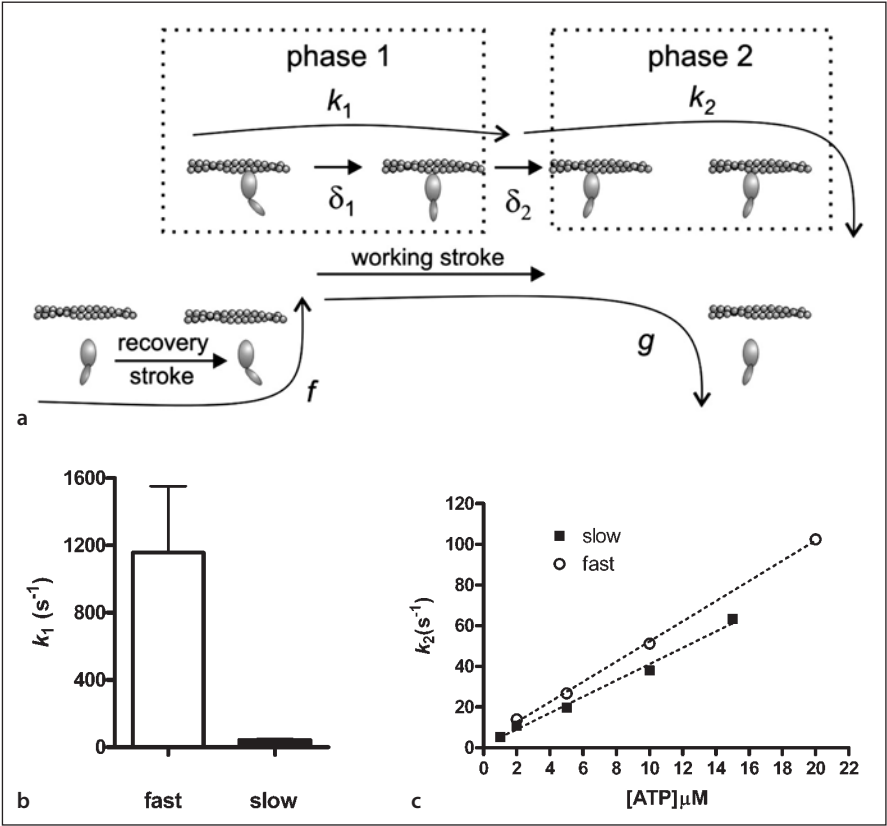 phase 1
phase 2
k1
k2
δ1
δ2
working stroke
recovery
stroke
f
g
a
1600
1200
800
400
0
k1 (s-1)
fast
slow
b
120
100
80
60
40
20
0
k2(s-1)
slow
fast
0 2 4 6 8 10 12 14 16 18 20 22
[ATP]µM
c